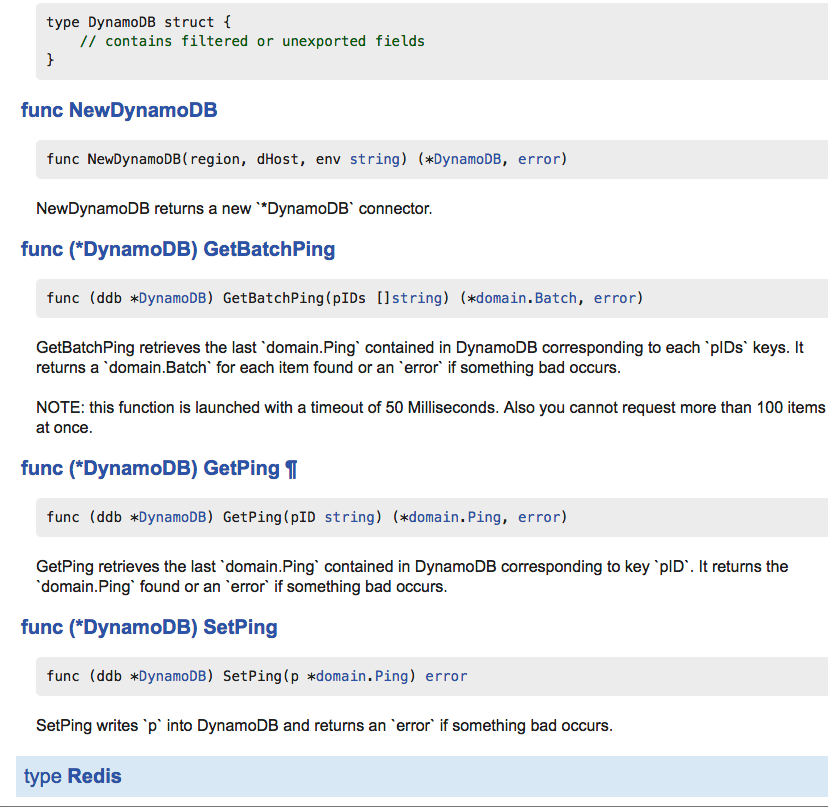 type DynamoDB struct {
    // contains filtered or unexported fields
}
func NewDynamoDB
func NewDynamoDB(region, dHost, env string) (*DynamoDB, error)
NewDynamoDB returns a new `*DynamoDB` connector.
func (*DynamoDB) GetBatchPing
func (ddb *DynamoDB) GetBatchPing(pIDs []string) (*domain.Batch, error)
GetBatchPing retrieves the last `domain.Ping` contained in DynamoDB corresponding to each `pIDs` keys. It
returns a `domain.Batch` for each item found or an `error` if something bad occurs.
NOTE: this function is launched with a timeout of 50 Milliseconds. Also you cannot request more than 100 items
at once.
func (*DynamoDB) GetPing ¶
func (ddb *DynamoDB) GetPing(pID string) (*domain.Ping, error)
GetPing retrieves the last `domain.Ping` contained in DynamoDB corresponding to key `pID`. It returns the
`domain.Ping` found or an `error` if something bad occurs.
func (*DynamoDB) SetPing
func (ddb *DynamoDB) SetPing(p *domain.Ping) error
SetPing writes `p` into DynamoDB and returns an `error` if something bad occurs.
type Redis